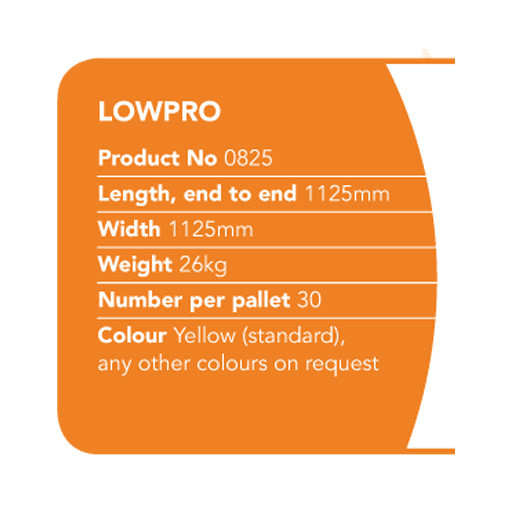 LOWPRO
Product No 0825
Length, end to end 1125mm
Width 1125mm
Weight 26kg
Number per pallet 30
Colour Yellow (standard),
any other colours on request